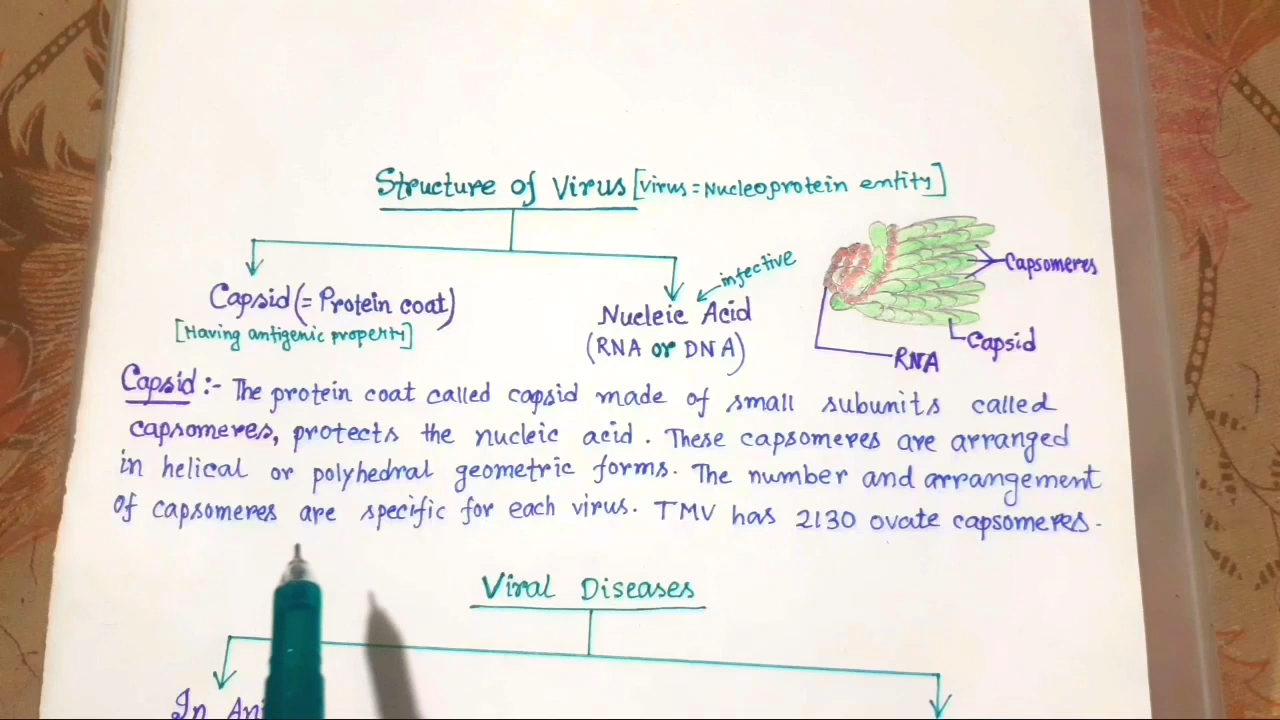 Structure of Virus [Virus = Nucleoprotein entity]
infective
Capsid (= Protein coat)
[Having antigenic property]
Nucleic Acid
(RNA or DNA)
Capsomeres
Capsid
RNA
Capsid :- The protein coat called capsid made of small subunits called
capsomeres, protects the nucleic acid. These capsomeres are arranged
in helical or polyhedral geometric forms. The number and arrangement
of capsomeres are specific for each virus. TMV has 2130 ovate capsomeres.
Viral Diseases
In